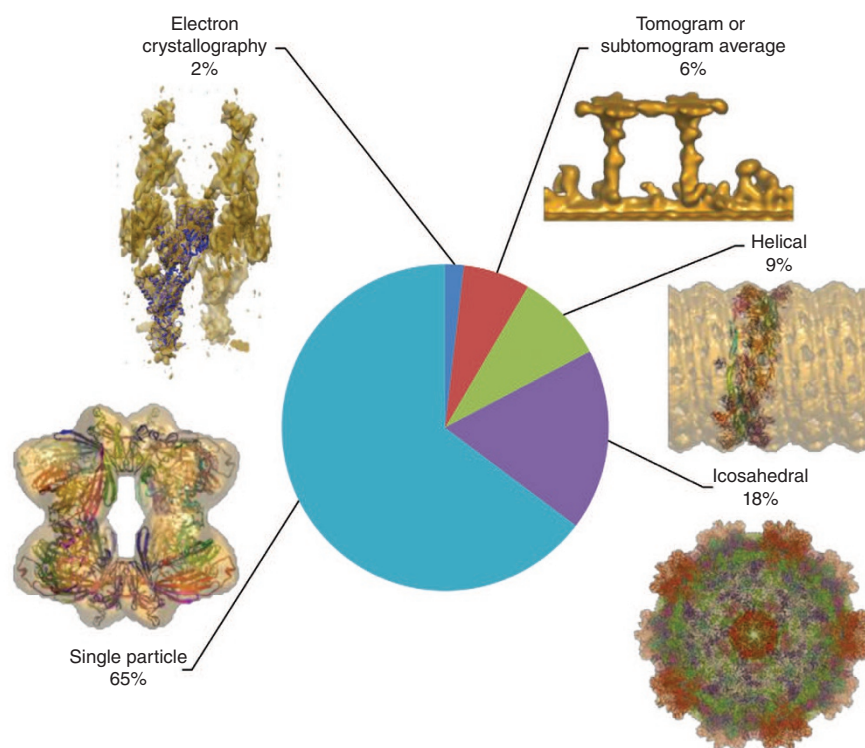 Electron
crystallography
2%
Tomogram or
subtomogram average
6%
Helical
9%
Icosahedral
18%
Single particle
65%